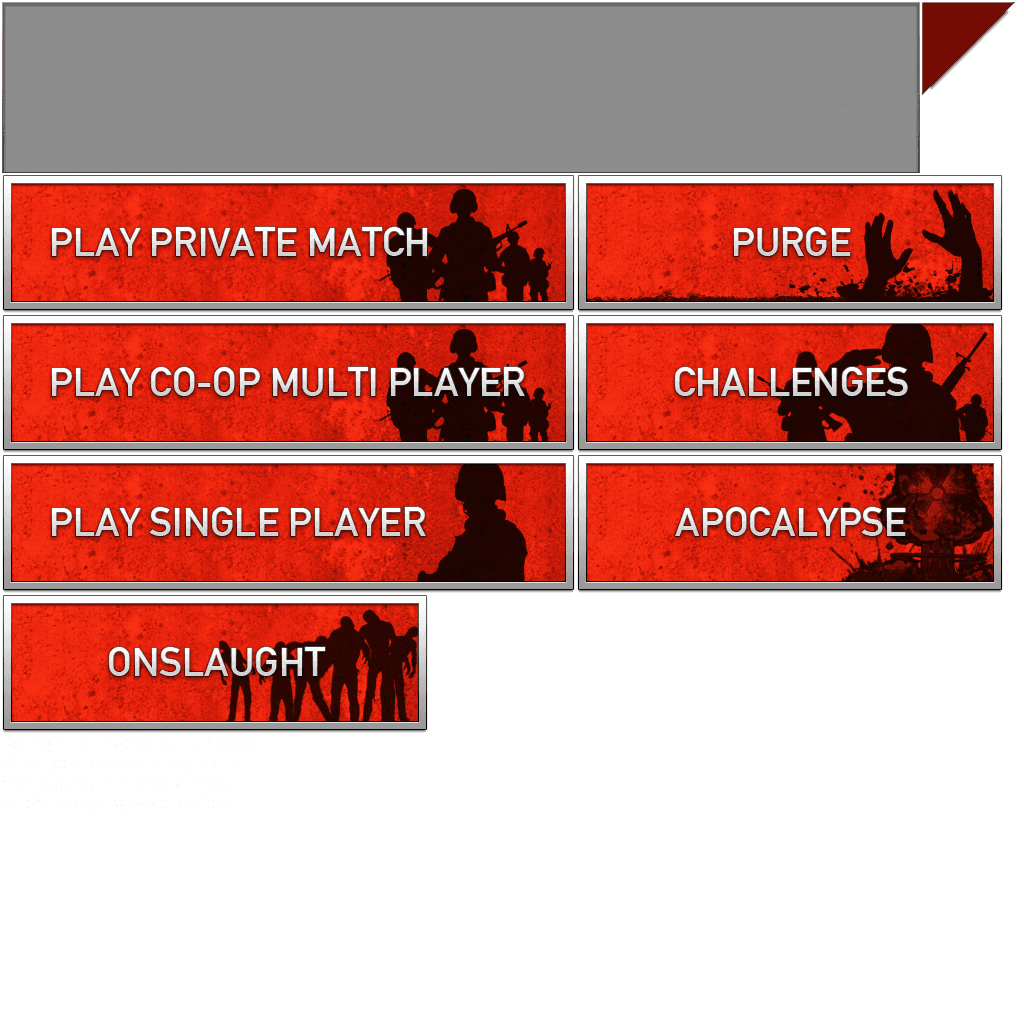 PLAY PRIVATE MATCH
PURGE
PLAY CO-OP MULTI PLAYER
CHALLENGES
PLAY SINGLE PLAYER
APOCALYPSE
ONSLAUGHT